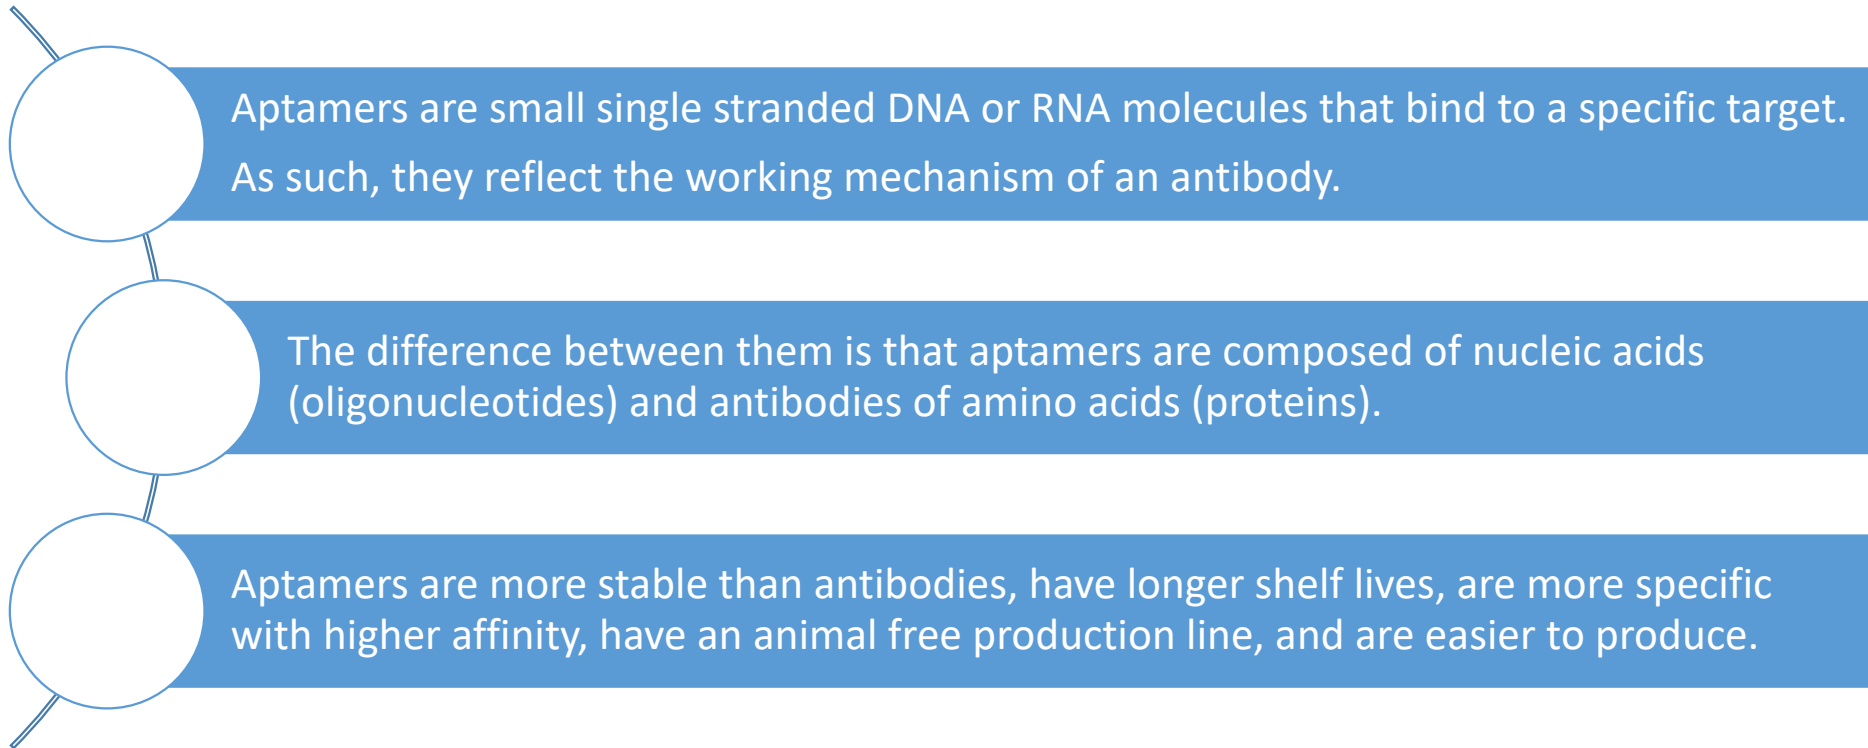 Aptamers are small single stranded DNA or RNA molecules that bind to a specific target.
As such, they reflect the working mechanism of an antibody.
The difference between them is that aptamers are composed of nucleic acids
(oligonucleotides) and antibodies of amino acids (proteins).
Aptamers are more stable than antibodies, have longer shelf lives, are more specific
with higher affinity, have an animal free production line, and are easier to produce.